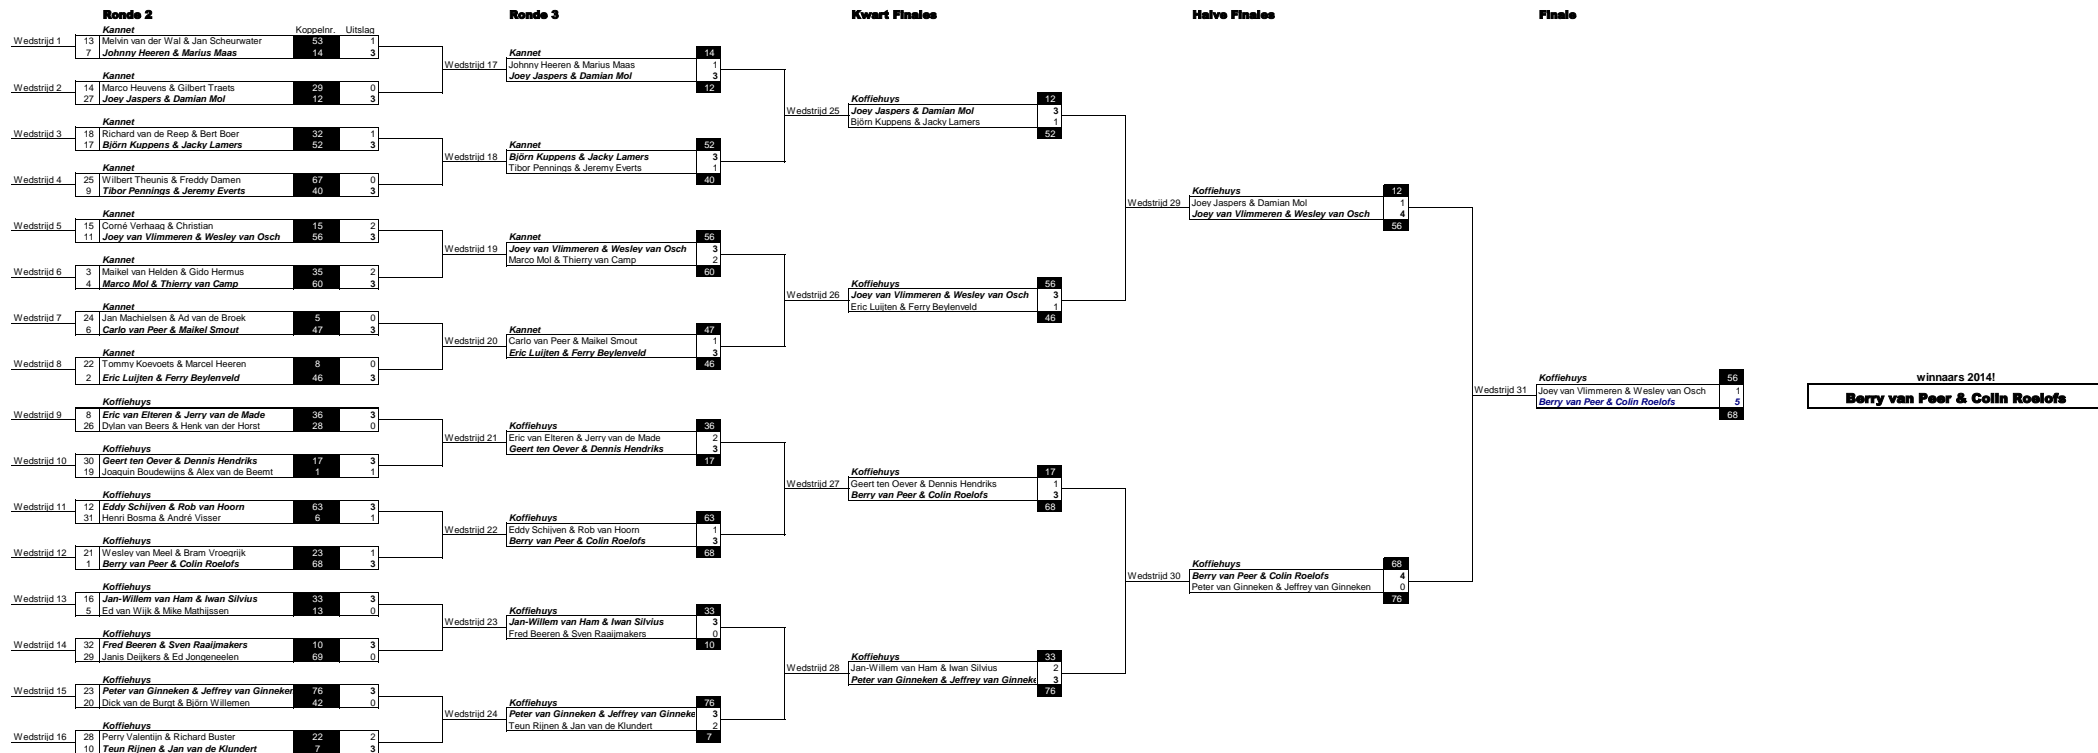 Ronde 2
Kannet Koppelnr. Uitslag
Wedstrijd 1
13 Melvin van der Wal & Jan Scheurwater 53 1
7 Johnny Heeren & Marius Maas 14 3
Kannet
Wedstrijd 2
14 Marco Heuvens & Gilbert Traets 29 0
27 Joey Jaspers & Damian Mol 12 3
Kannet
Wedstrijd 3
18 Richard van de Reep & Bert Boer 32 1
17 Björn Kuppens & Jacky Lamers 52 3
Kannet
Wedstrijd 4
25 Wilbert Theunis & Freddy Damen 67 0
9 Tibor Pennings & Jeremy Everts 40 3
Kannet
Wedstrijd 5
15 Corné Verhaag & Christian 15 2
11 Joey van Vlimmeren & Wesley van Osch 56 3
Kannet
Wedstrijd 6
3 Maikel van Helden & Gido Hermus 35 2
4 Marco Mol & Thierry van Camp 60 3
Kannet
Wedstrijd 7
24 Jan Machielsen & Ad van de Broek 5 0
6 Carlo van Peer & Maikel Smout 47 3
Kannet
Wedstrijd 8
22 Tommy Koevoets & Marcel Heeren 8 0
2 Eric Luijten & Ferry Beylenveld 46 3
Koffiehuys
Wedstrijd 9
8 Eric van Elteren & Jerry van de Made 36 3
26 Dylan van Beers & Henk van der Horst 28 0
Koffiehuys
Wedstrijd 10
30 Geert ten Oever & Dennis Hendriks 17 3
19 Joaquin Boudewijns & Alex van de Beemt 1 1
Koffiehuys
Wedstrijd 11
12 Eddy Schijven & Rob van Hoorn 63 3
31 Henri Bosma & André Visser 6 1
Koffiehuys
Wedstrijd 12
21 Wesley van Meel & Bram Vroegrijk 23 1
1 Berry van Peer & Colin Roelofs 68 3
Koffiehuys
Wedstrijd 13
16 Jan-Willem van Ham & Iwan Silvius 33 3
5 Ed van Wijk & Mike Mathijssen 13 0
Koffiehuys
Wedstrijd 14
32 Fred Beeren & Sven Raaijmakers 10 3
29 Janis Deijkers & Ed Jongeneelen 69 0
Koffiehuys
Wedstrijd 15
23 Peter van Ginneken & Jeffrey van Ginneken 76 3
20 Dick van de Burgt & Björn Willemen 42 0
Koffiehuys
Wedstrijd 16
28 Perry Valentijn & Richard Buster 22 2
10 Teun Rijnen & Jan van de Klundert 7 3
Ronde 3
Kannet 14
Wedstrijd 17
Johnny Heeren & Marius Maas 1
Joey Jaspers & Damian Mol 3
12
Kannet 52
Wedstrijd 18
Björn Kuppens & Jacky Lamers 3
Tibor Pennings & Jeremy Everts 1
40
Kannet 56
Wedstrijd 19
Joey van Vlimmeren & Wesley van Osch 3
Marco Mol & Thierry van Camp 2
60
Kannet 47
Wedstrijd 20
Carlo van Peer & Maikel Smout 1
Eric Luijten & Ferry Beylenveld 3
46
Koffiehuys 36
Wedstrijd 21
Eric van Elteren & Jerry van de Made 2
Geert ten Oever & Dennis Hendriks 3
17
Koffiehuys 63
Wedstrijd 22
Eddy Schijven & Rob van Hoorn 1
Berry van Peer & Colin Roelofs 3
68
Koffiehuys 33
Wedstrijd 23
Jan-Willem van Ham & Iwan Silvius 3
Fred Beeren & Sven Raaijmakers 0
10
Koffiehuys 76
Wedstrijd 24
Peter van Ginneken & Jeffrey van Ginneke 3
Teun Rijnen & Jan van de Klundert 2
7
Kwart Finales
Koffiehuys 12
Wedstrijd 25
Joey Jaspers & Damian Mol 3
Björn Kuppens & Jacky Lamers 1
52
Koffiehuys 56
Wedstrijd 26
Joey van Vlimmeren & Wesley van Osch 3
Eric Luijten & Ferry Beylenveld 1
46
Koffiehuys 17
Wedstrijd 27
Geert ten Oever & Dennis Hendriks 1
Berry van Peer & Colin Roelofs 3
68
Koffiehuys 33
Wedstrijd 28
Jan-Willem van Ham & Iwan Silvius 2
Peter van Ginneken & Jeffrey van Ginneke 3
76
Halve Finales
Koffiehuys 12
Wedstrijd 29
Joey Jaspers & Damian Mol 1
Joey van Vlimmeren & Wesley van Osch 4
56
Koffiehuys 68
Wedstrijd 30
Berry van Peer & Colin Roelofs 4
Peter van Ginneken & Jeffrey van Ginneken 0
76
Finale
Koffiehuys 56
Wedstrijd 31
Joey van Vlimmeren & Wesley van Osch 1
Berry van Peer & Colin Roelofs 5
68
winnaars 2014!
Berry van Peer & Colin Roelofs